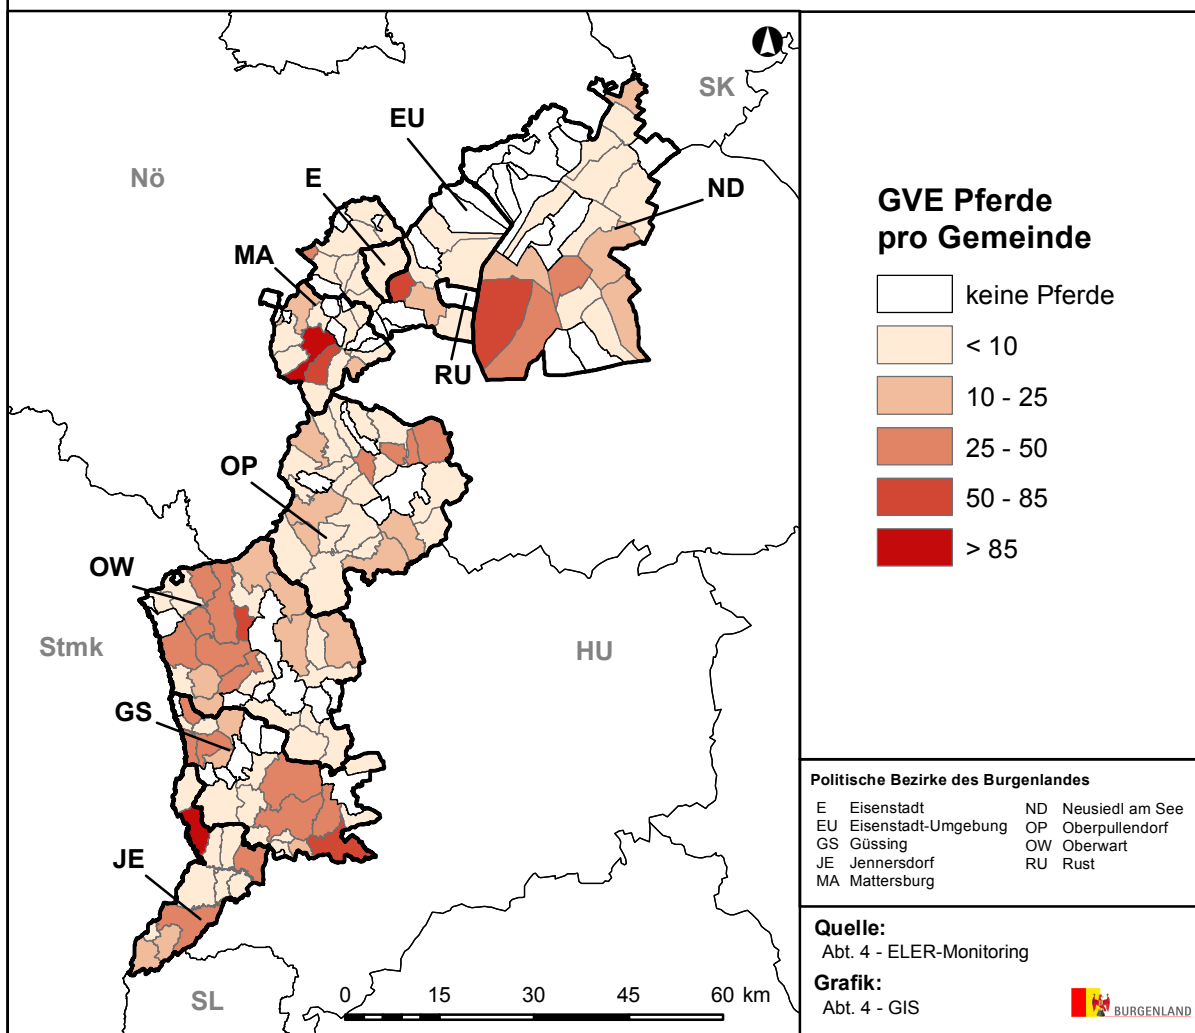 SK
EU
Nö
E
ND
MA
RU
OP
OW
Stmk
HU
GS
JE
SL
0 15 30 45 60 km
GVE Pferde
pro Gemeinde
keine Pferde
< 10
10 - 25
25 - 50
50 - 85
> 85
Politische Bezirke des Burgenlandes
E Eisenstadt
EU Eisenstadt-Umgebung
GS Güssing
JE Jennersdorf
MA Mattersburg
ND Neusiedl am See
OP Oberpullendorf
OW Oberwart
RU Rust
Quelle:
Abt. 4 - ELER-Monitoring
Grafik:
Abt. 4 - GIS
BURGENLAND